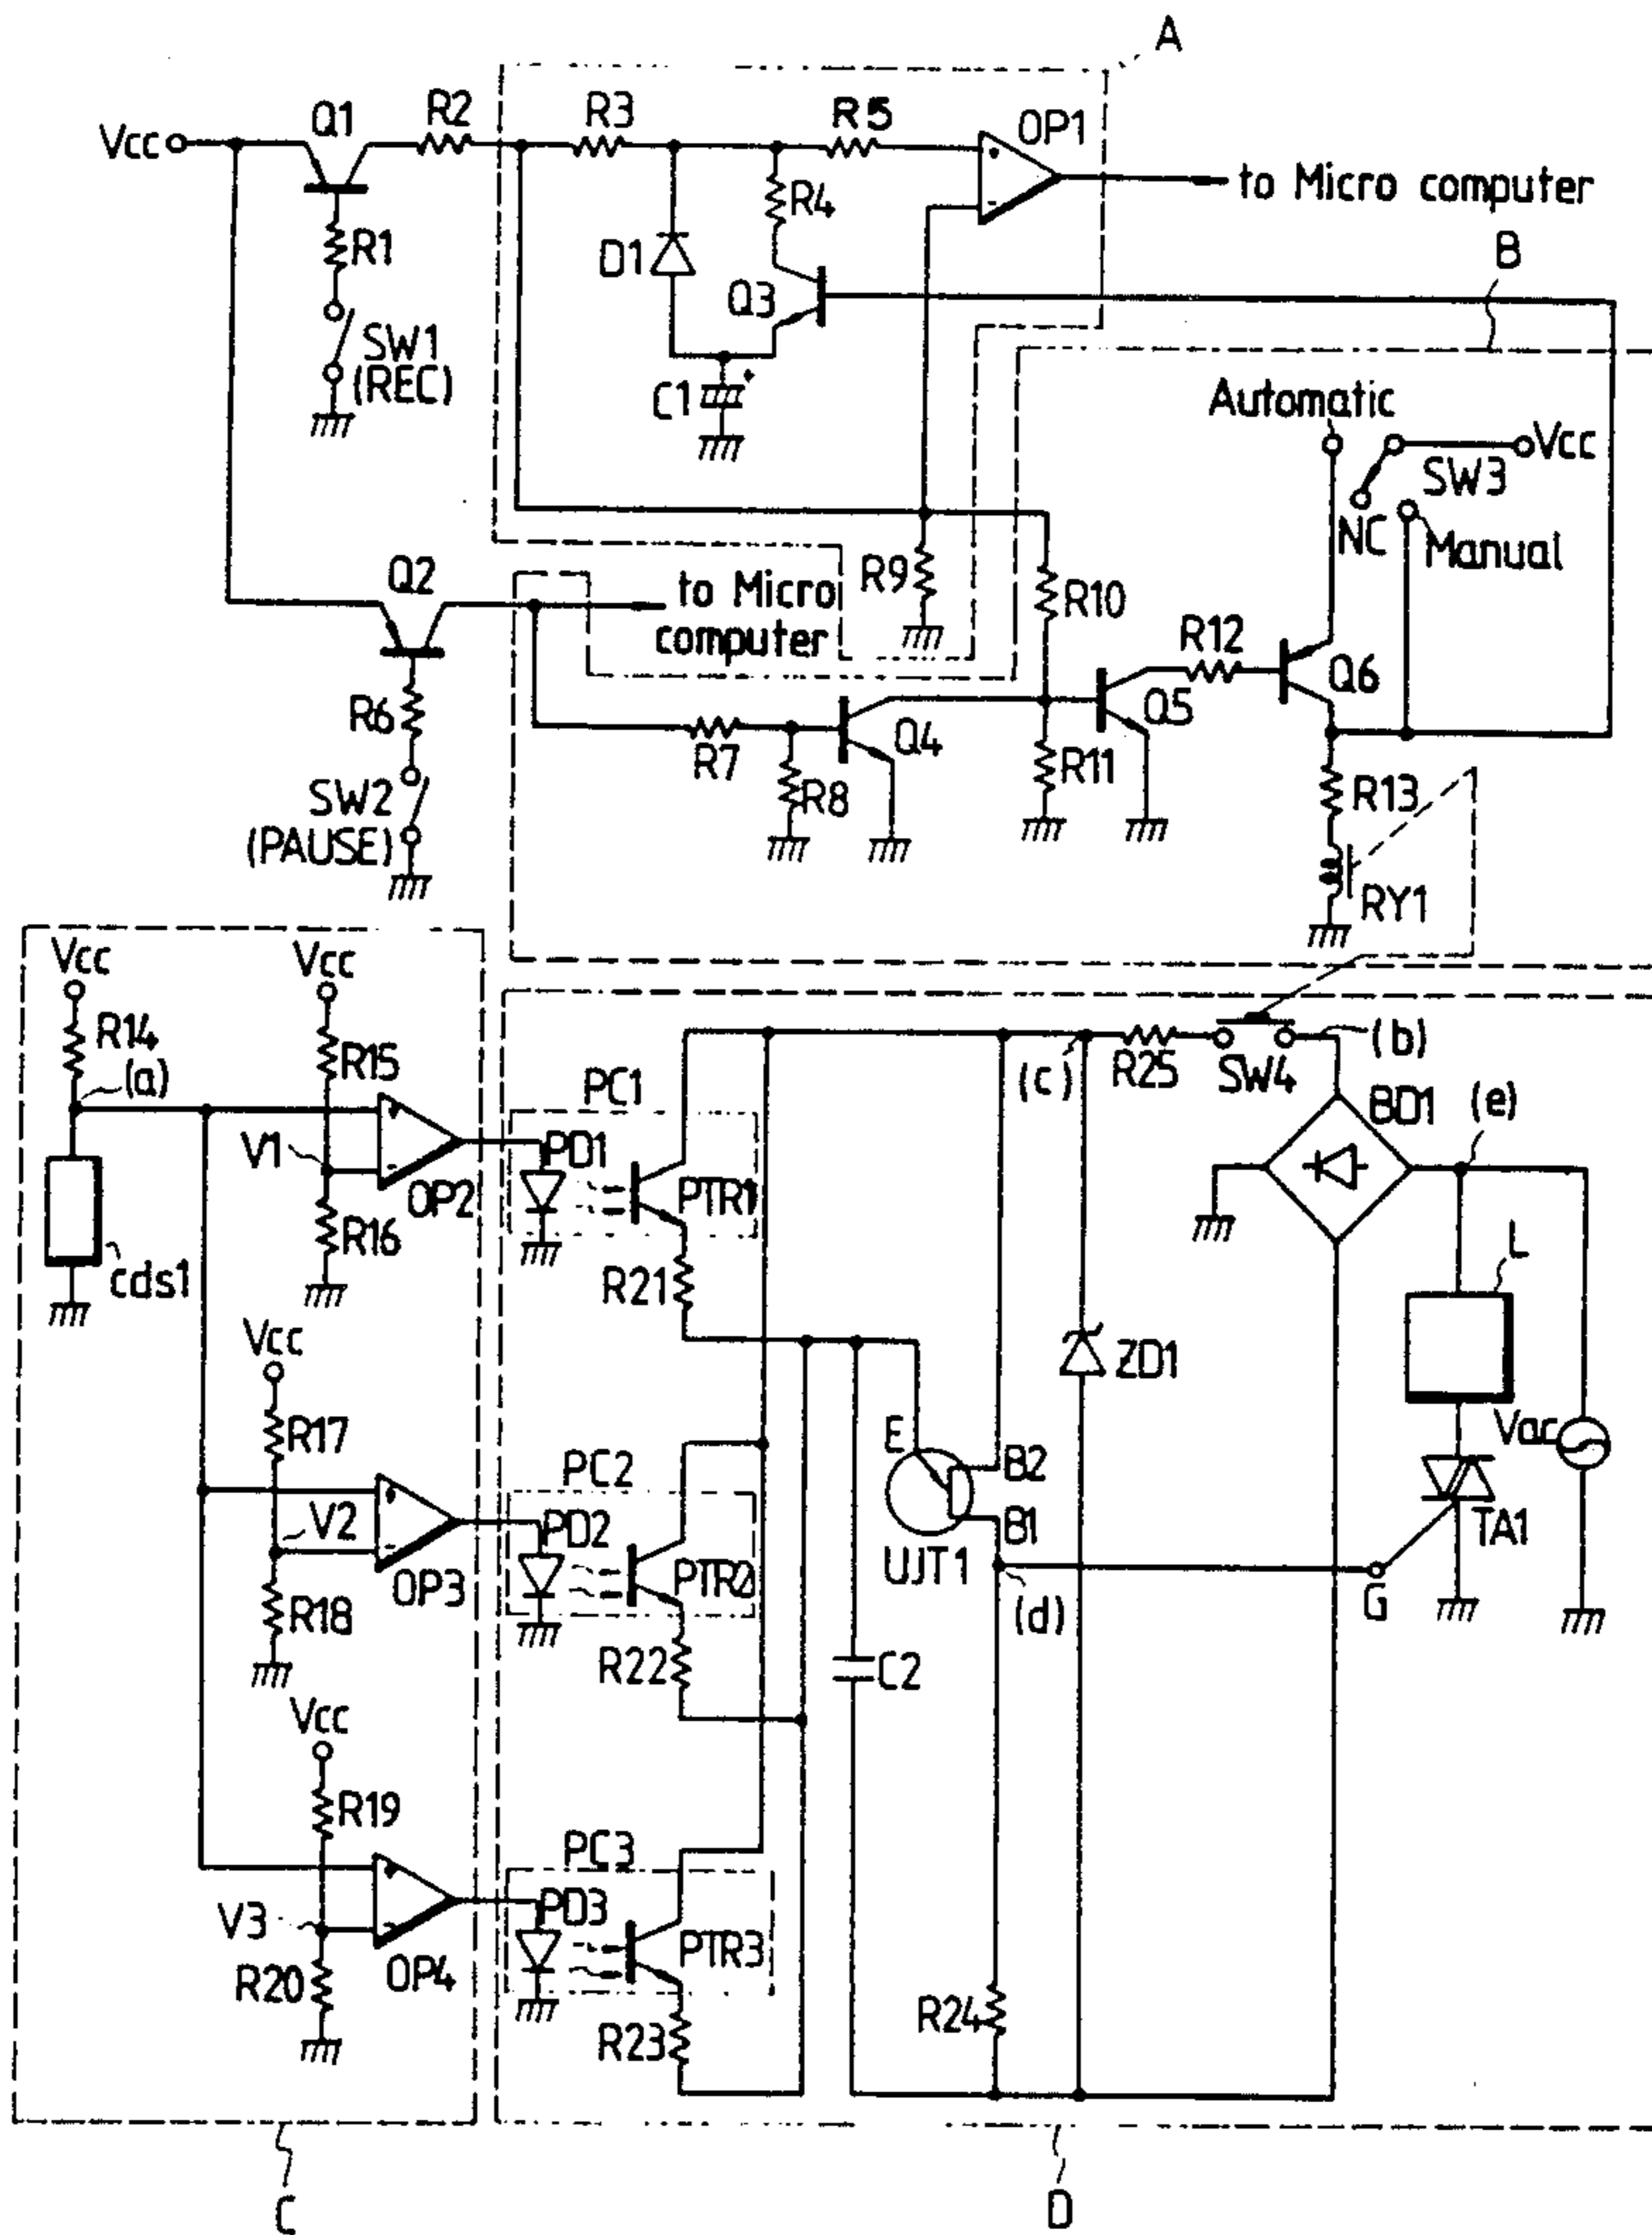 A
Vcc
Q1
R2
R3
R5
OP1
to Micro computer
R1
R4
D1
Q3
B
SW1
(REC)
C1
Automatic
Vcc
SW3
NC
Manual
Q2
to Micro
computer
R9
R10
R12
Q6
R6
Q4
Q5
R7
R8
R11
R13
SW2
(PAUSE)
RY1
Vcc
Vcc
R14
(a)
R15
PC1
(c)
R25
SW4
(b)
BD1
(e)
V1
PD1
PTR1
OP2
R16
cds1
R21
L
Vcc
ZD1
R17
E
Vac
PC2
B2
V2
PD2
PTR2
B1
TA1
OP3
UJT1
R18
(d)
G
R22
C2
Vcc
R19
PC3
V3
PD3
PTR3
OP4
R20
R24
R23
C
D